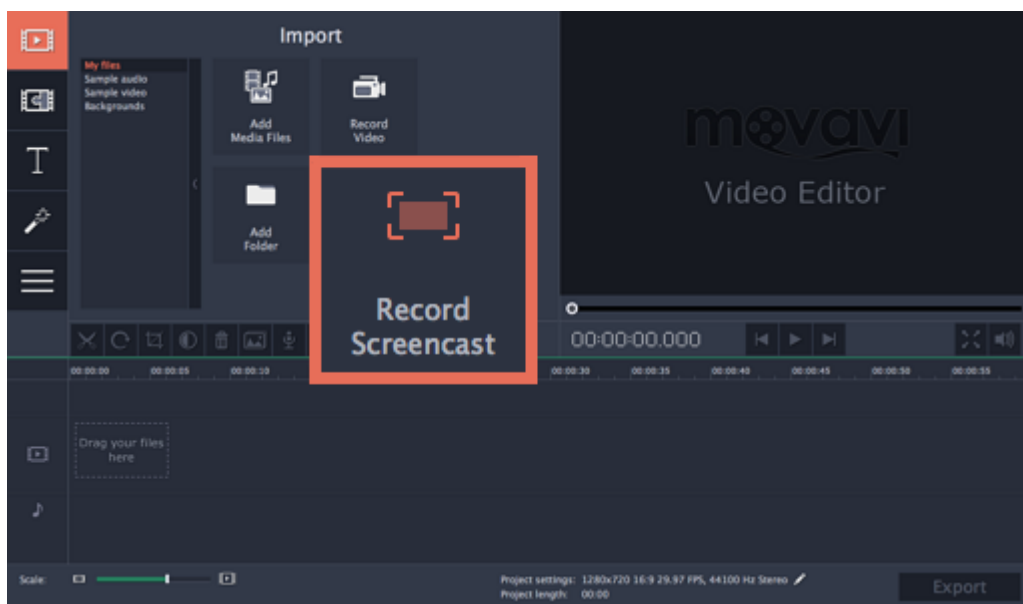 Import
My files
Sample audio
Sample video
Backgrounds
Add
Media Files
Record
Video
Add
Folder
Record
Screencast
movavi
Video Editor
00:00:00.000
00:00:00 00:00:05 00:00:10 00:00:30 00:00:35 00:00:40 00:00:45 00:00:50 00:00:55
Drag your files
here
Scale:
Project settings: 1280x720 16:9 29.97 FPS, 44100 Hz Stereo
Project length: 00:00
Export